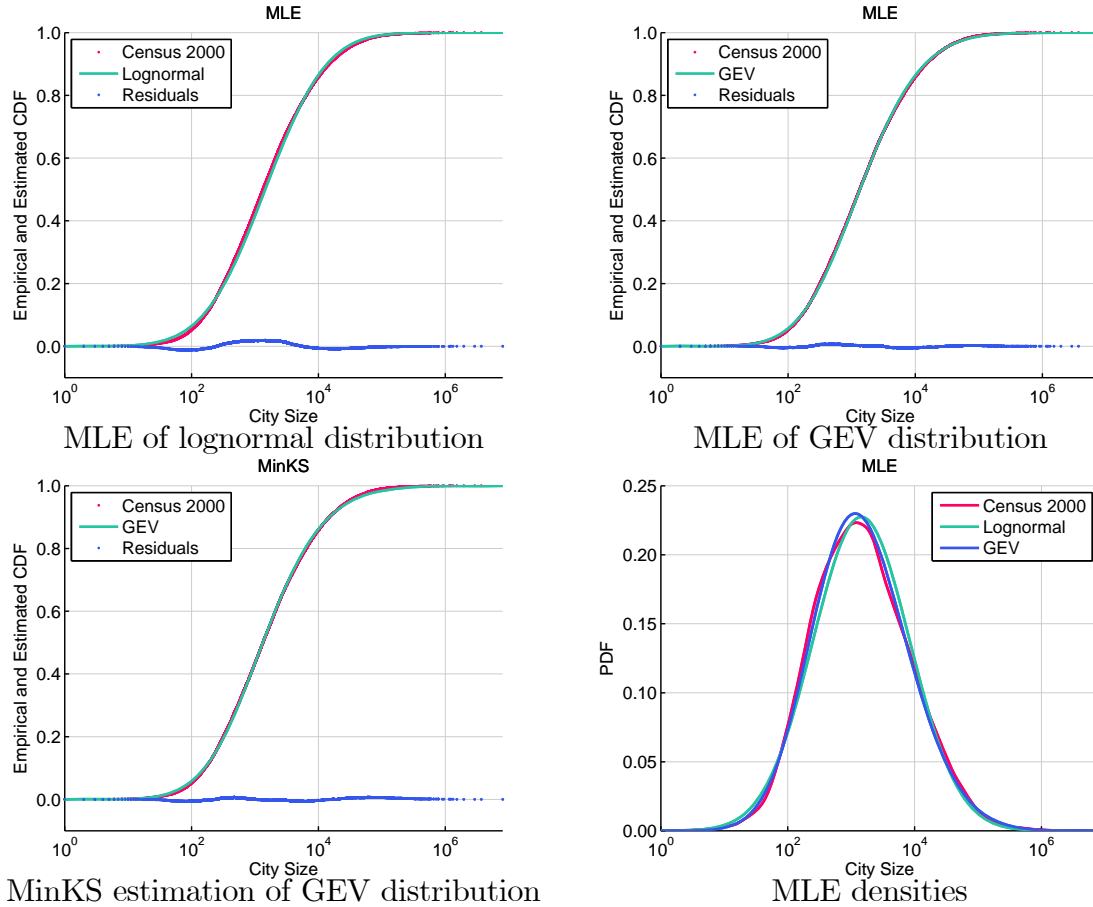 MLE
Empirical and Estimated CDF
1.0
0.8
0.6
0.4
0.2
0.0
Census 2000
Lognormal
Residuals
10^0 10^2 10^4 10^6
City Size
MLE of lognormal distribution
MLE
Empirical and Estimated CDF
1.0
0.8
0.6
0.4
0.2
0.0
Census 2000
GEV
Residuals
10^0 10^2 10^4 10^6
City Size
MLE of GEV distribution
MinKS
Empirical and Estimated CDF
1.0
0.8
0.6
0.4
0.2
0.0
Census 2000
GEV
Residuals
10^0 10^2 10^4 10^6
City Size
MinKS estimation of GEV distribution
MLE
PDF
0.25
0.20
0.15
0.10
0.05
0.00
Census 2000
Lognormal
GEV
10^0 10^2 10^4 10^6
City Size
MLE densities